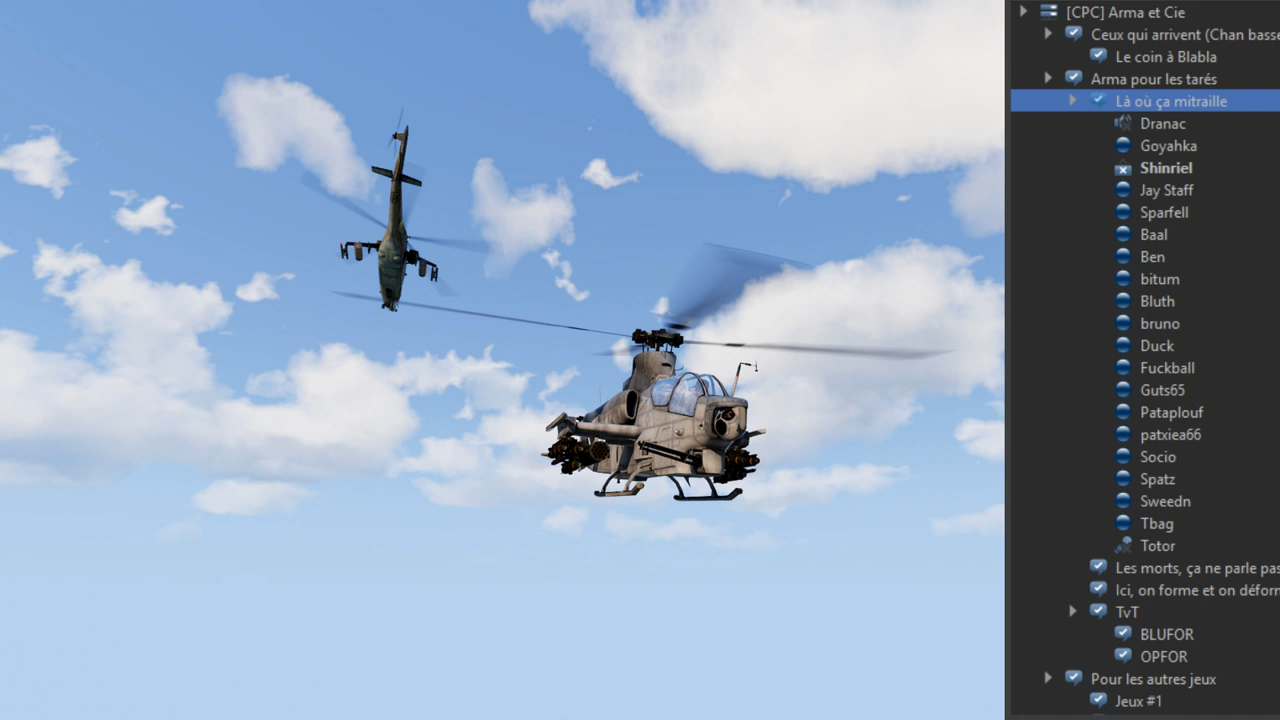 [CPC] Arma et Cie
Ceux qui arrivent (Chan basse
Le coin à Blabla
Arma pour les tarés
Là où ça mitraille
Dranac
Goyahka
Shinriel
Jay Staff
Sparfell
Baal
Ben
bitum
Bluth
bruno
Duck
Fuckball
Guts65
Pataplouf
patxiea66
Socio
Spatz
Sweedn
Tbag
Totor
Les morts, ça ne parle pas
Ici, on forme et on déforn
TvT
BLUFOR
OPFOR
Pour les autres jeux
Jeux #1